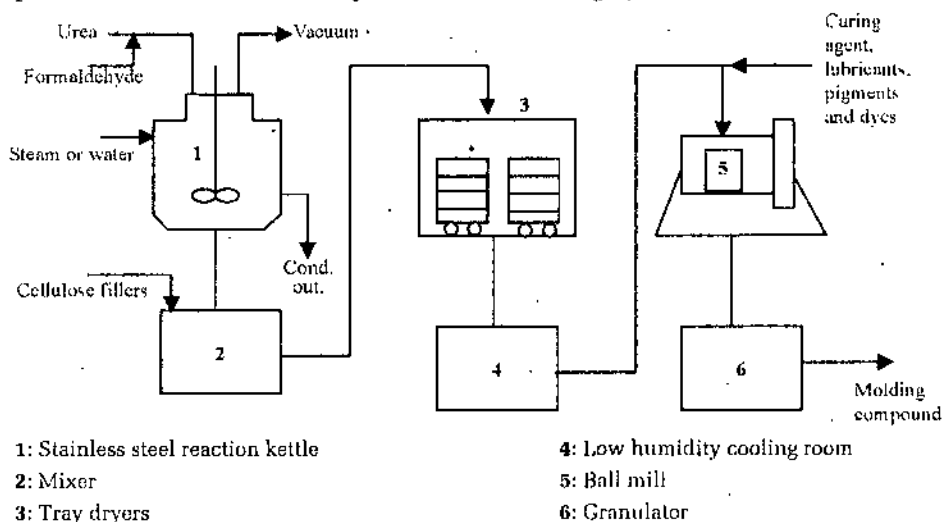 Urea
Vacuum
Formaldehyde
Steam or water
1
Cond.
out.
Cellulose fillers
2
3
4
Curing
agent,
lubricants,
pigments
and dyes
5
6
Molding
compound
1: Stainless steel reaction kettle
2: Mixer
3: Tray dryers
4: Low humidity cooling room
5: Ball mill
6: Granulator